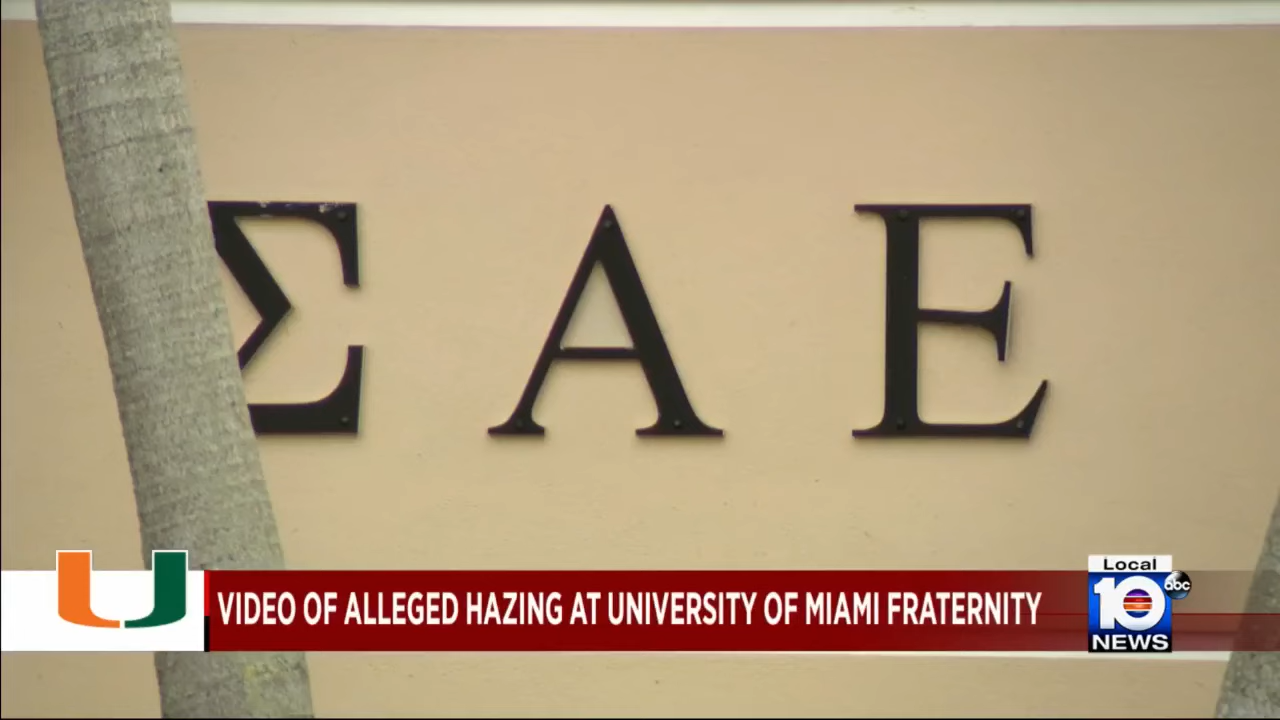 ΣΑΕ
VIDEO OF ALLEGED HAZING AT UNIVERSITY OF MIAMI FRATERNITY
Local
10
abc
NEWS